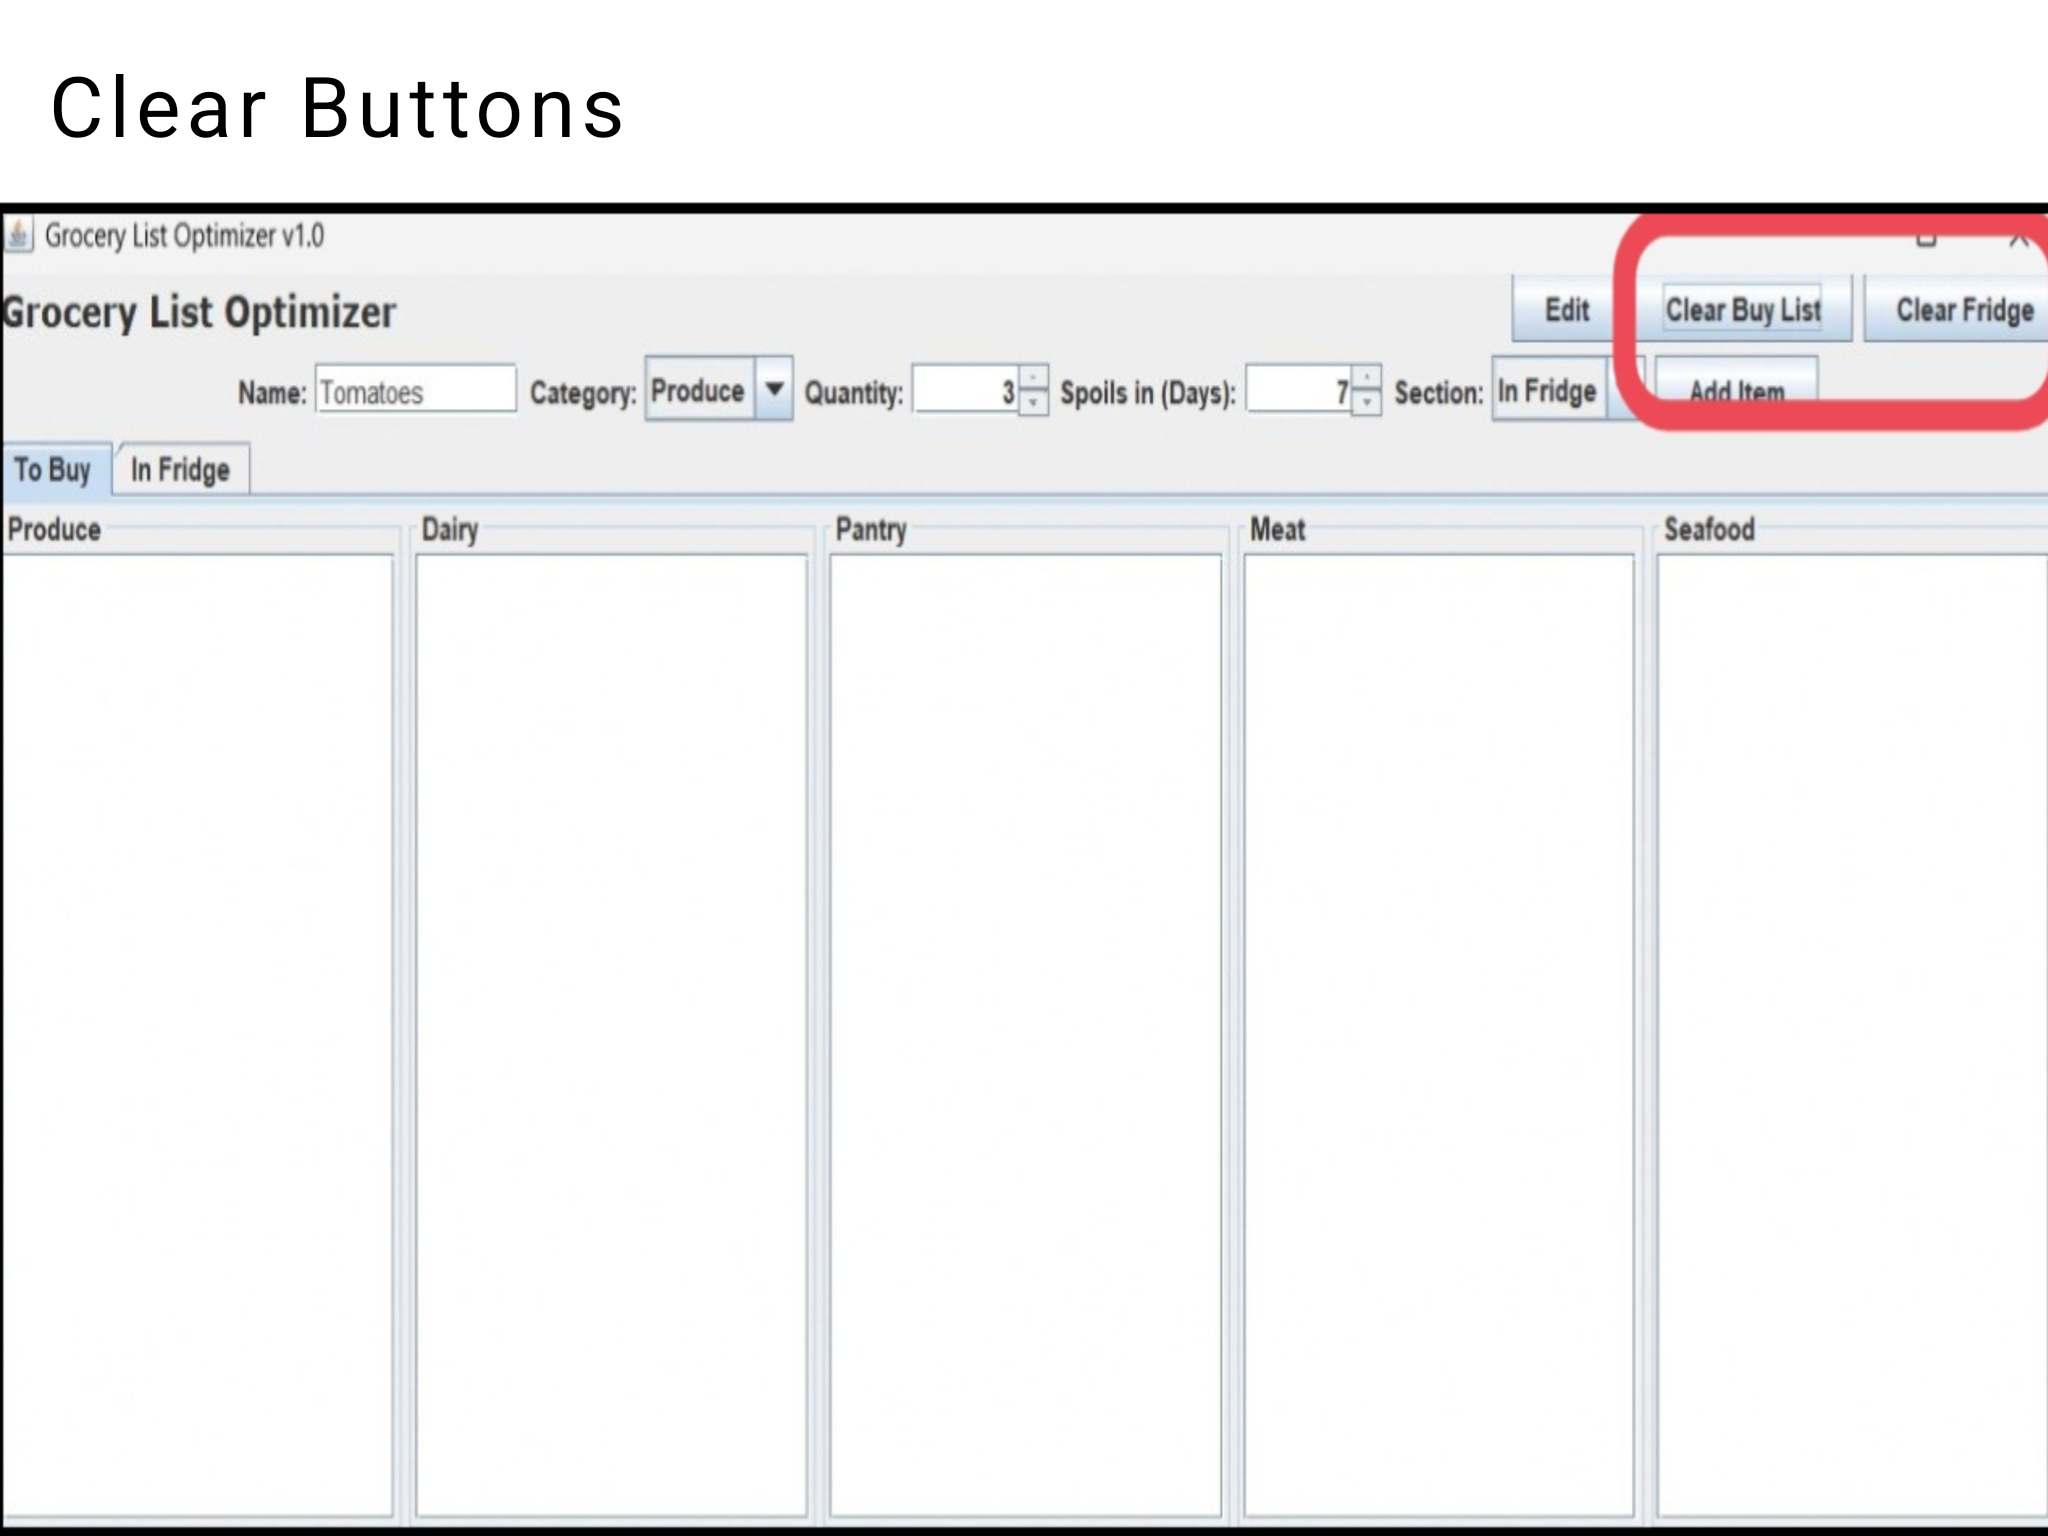 Clear Buttons
Grocery List Optimizer v1.0
Grocery List Optimizer
Edit
Clear Buy List
Clear Fridge
Name: Tomatoes Category: Produce Quantity: 3 Spoils in (Days): 7 Section: In Fridge Add Item
To Buy In Fridge
Produce Dairy Pantry Meat Seafood